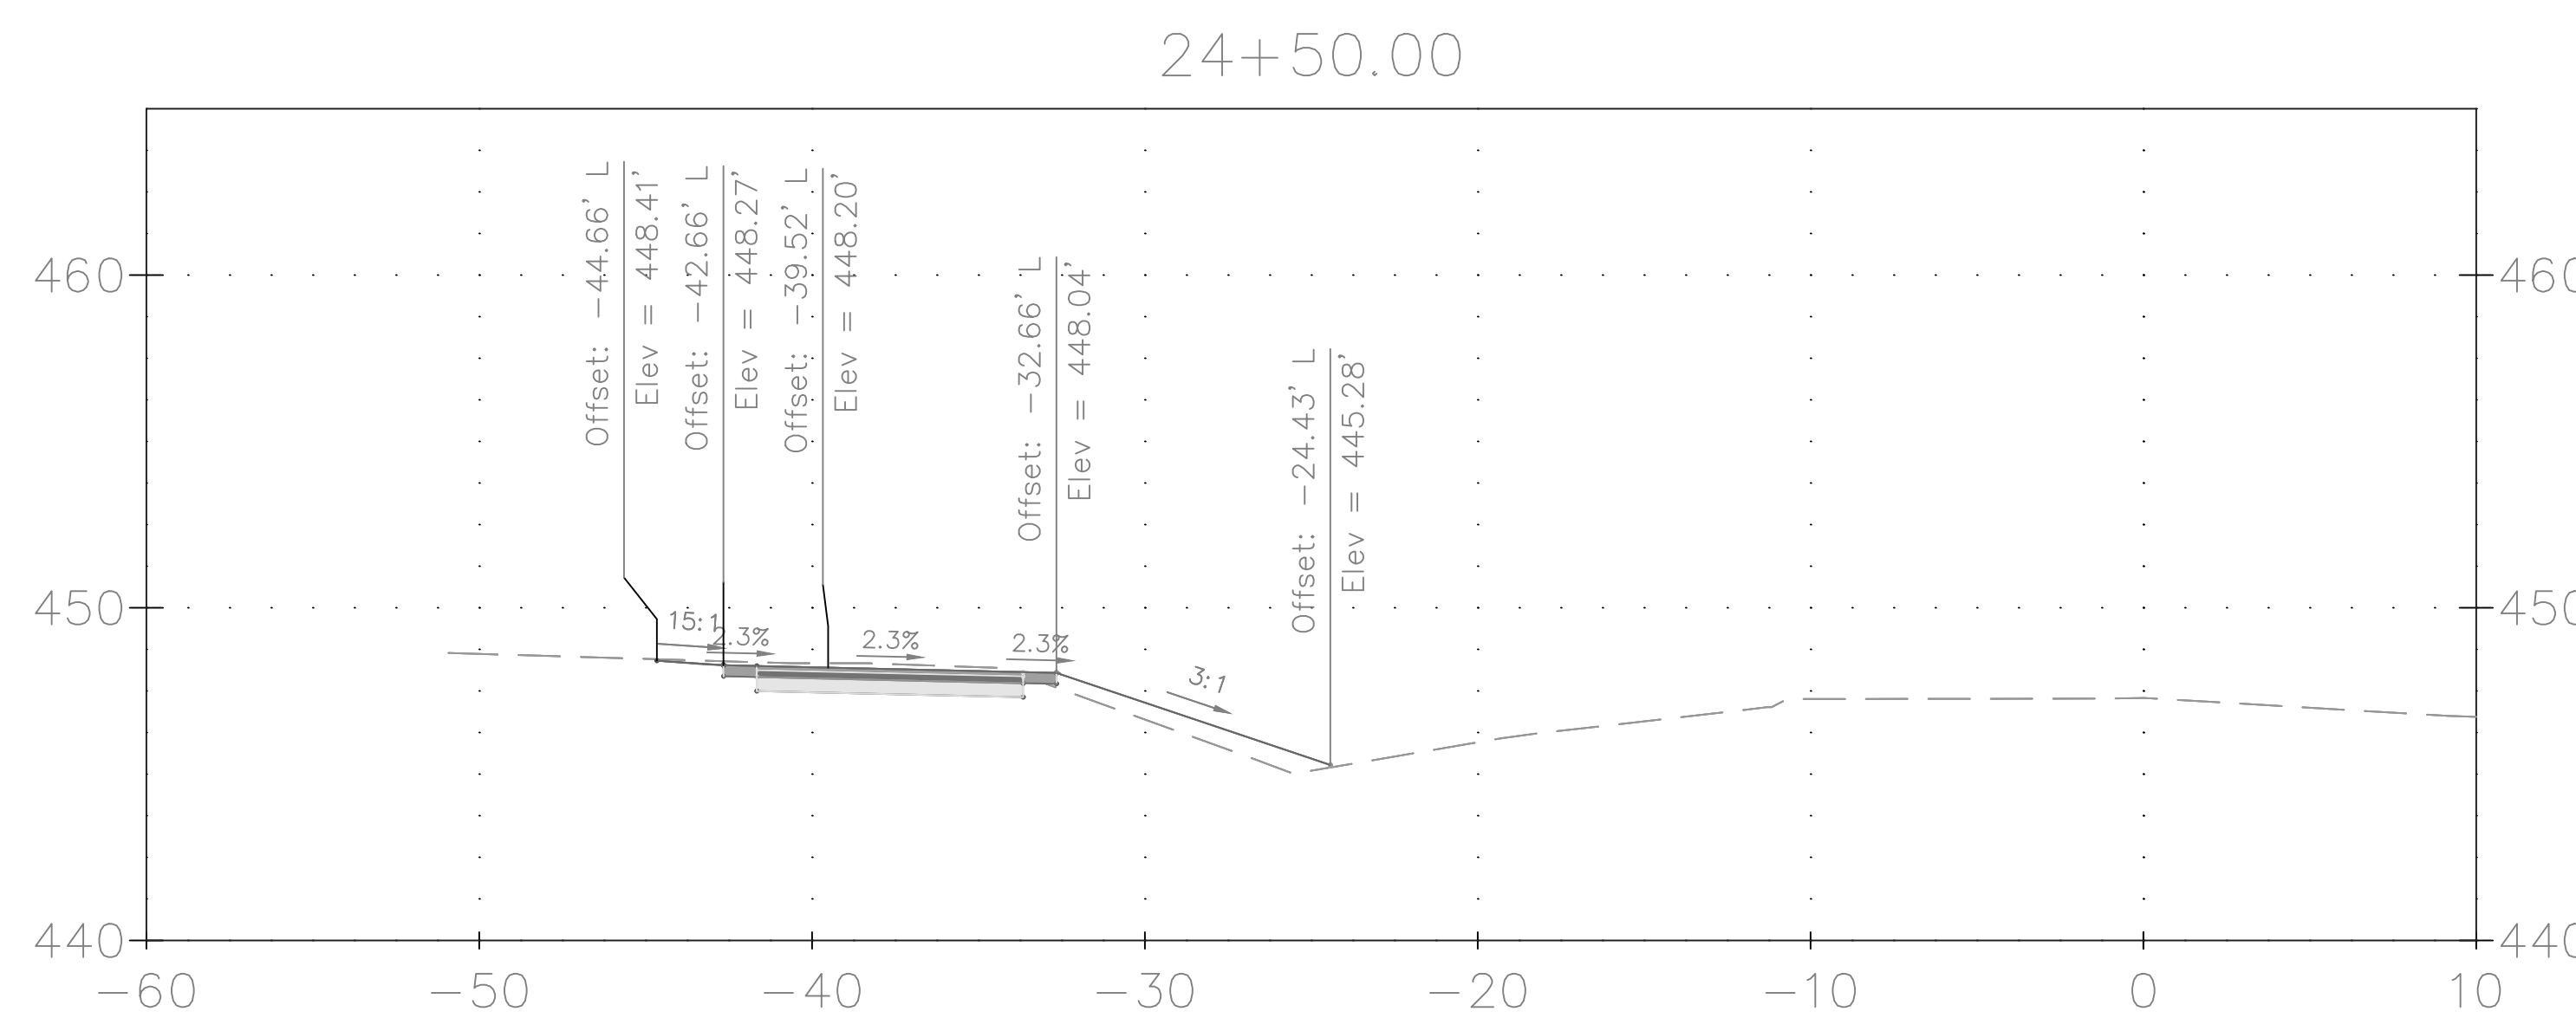 24+50.00
Offset: -44.66' L
Elev = 448.41'
Offset: -42.66' L
Elev = 448.27'
Offset: -39.52' L
Elev = 448.20'
Offset: -32.66' L
Elev = 448.04'
Offset: -24.43' L
Elev = 445.28'
460
460
450
450
15:1
2.3%
2.3%
2.3%
3:1
440
440
-60
-50
-40
-30
-20
-10
0
10